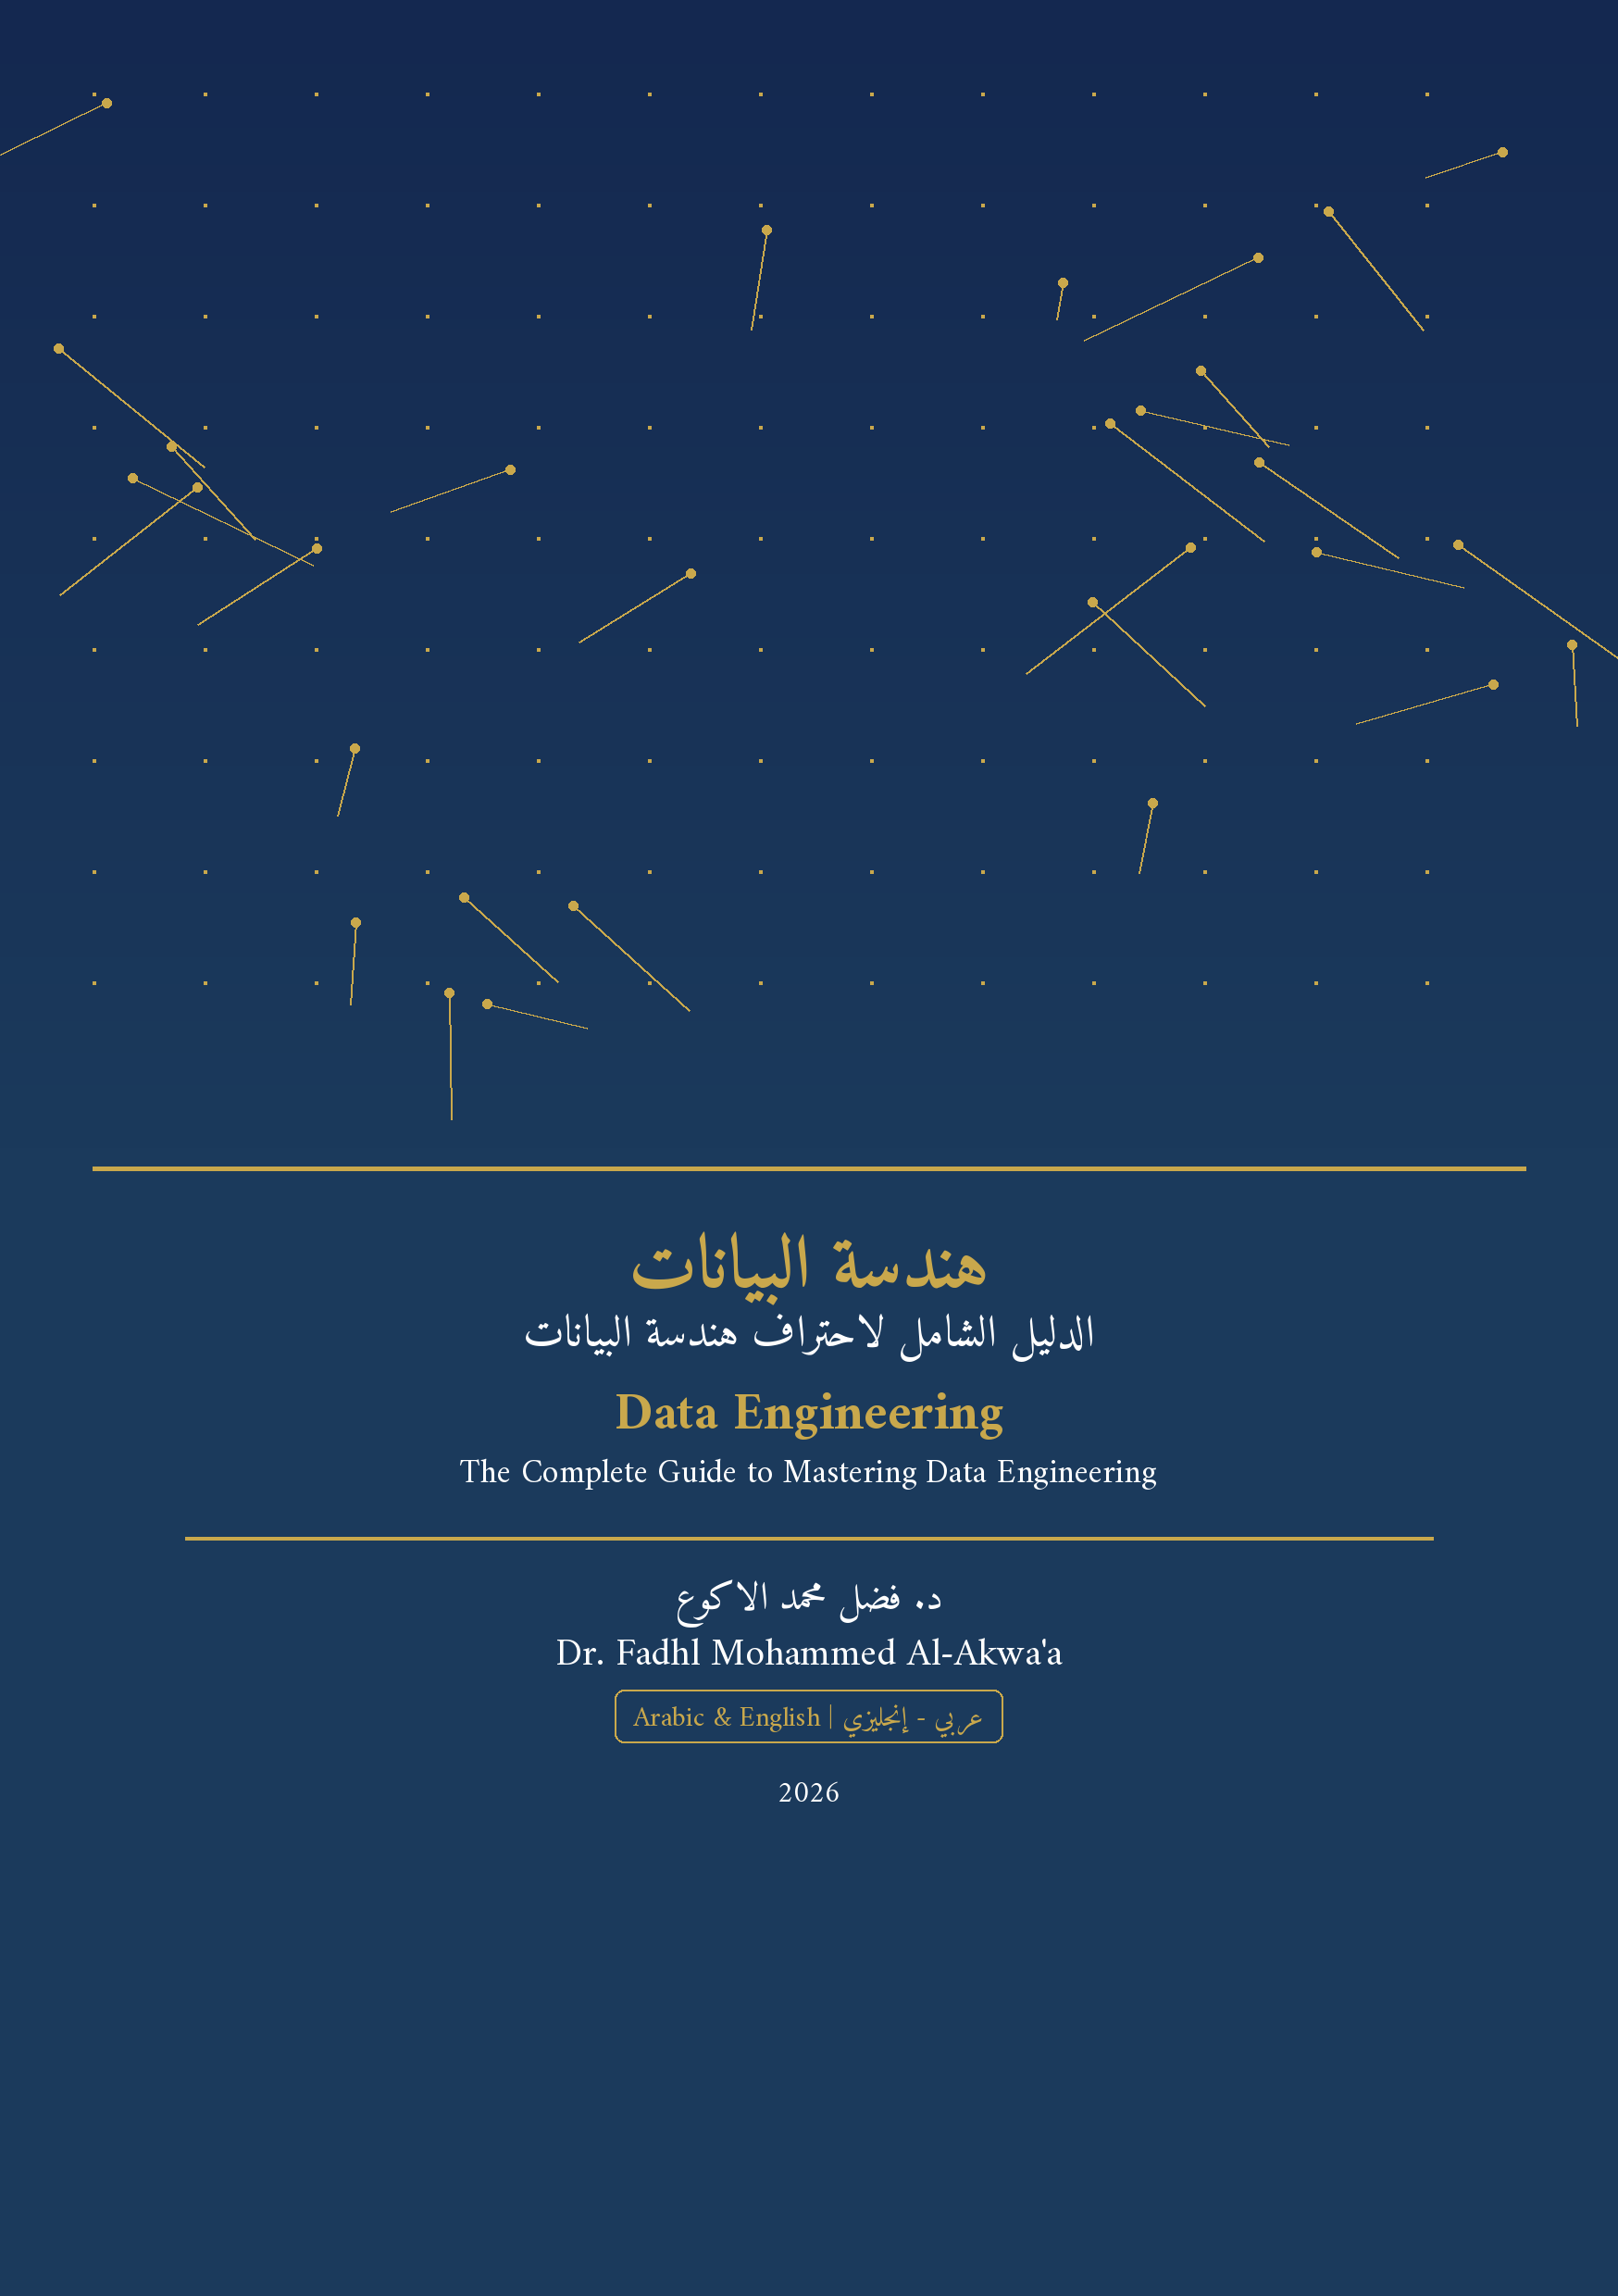 هندسة البيانات
الدليل الشامل لاحتراف هندسة البيانات
Data Engineering
The Complete Guide to Mastering Data Engineering
د. فضل محمد الاكوع
Dr. Fadhl Mohammed Al-Akwa'a
Arabic & English | عربي - إنجليزي
2026